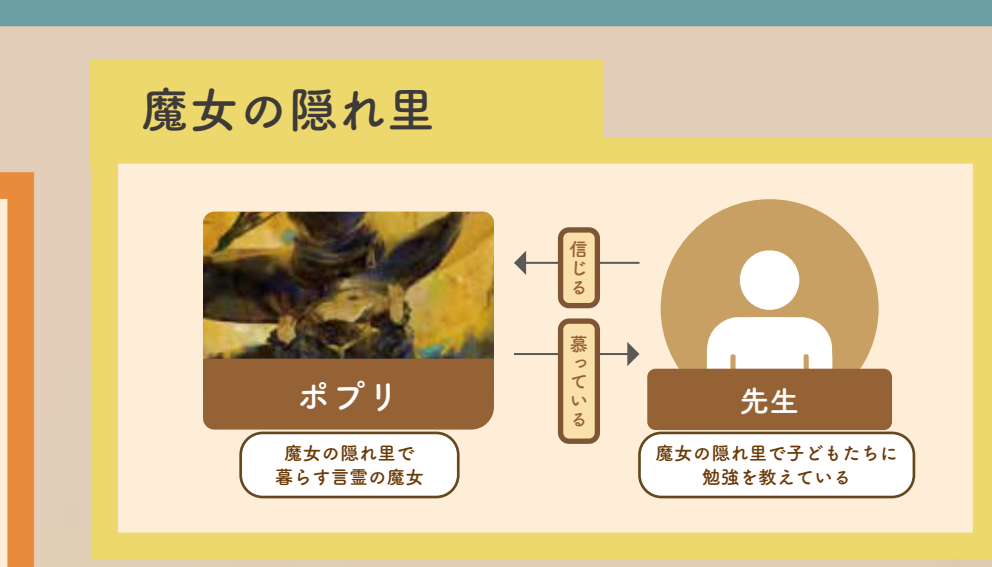 魔女の隠れ里
信じる
慕っている
ポプリ
先生
魔女の隠れ里で
暮らす言霊の魔女
魔女の隠れ里で子どもたちに
勉強を教えている